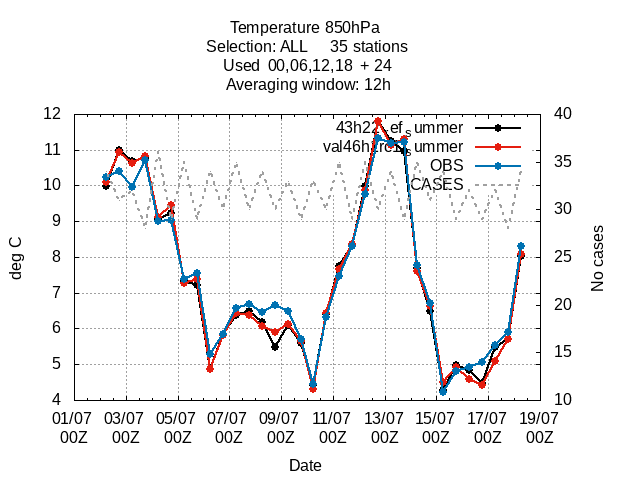 Temperature 850hPa
Selection: ALL 35 stations
Used 00,06,12,18 + 24
Averaging window: 12h
12
11
10
9
8
7
6
5
4
40
35
30
25
20
15
10
deg C
No cases
ummer
ummer
OBS
CASES
01/07 03/07 05/07 07/07 09/07 11/07 13/07 15/07 17/07 19/07
00Z 00Z 00Z 00Z 00Z 00Z 00Z 00Z 00Z 00Z
Date